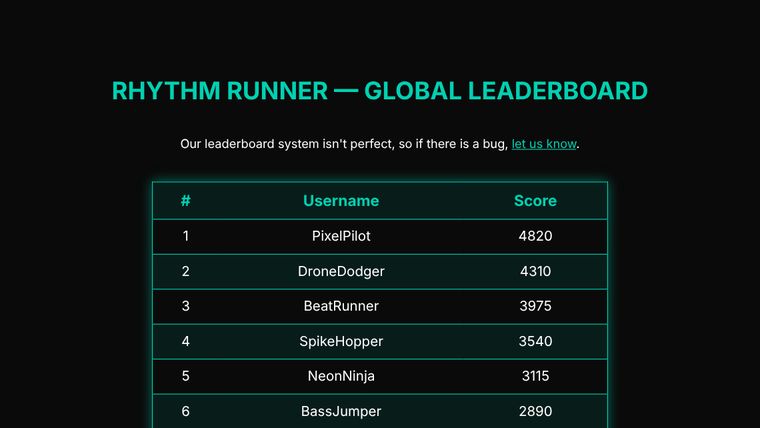 RHYTHM RUNNER — GLOBAL LEADERBOARD
Our leaderboard system isn't perfect, so if there is a bug, let us know.
# Username Score
1 PixelPilot 4820
2 DroneDodger 4310
3 BeatRunner 3975
4 SpikeHopper 3540
5 NeonNinja 3115
6 BassJumper 2890